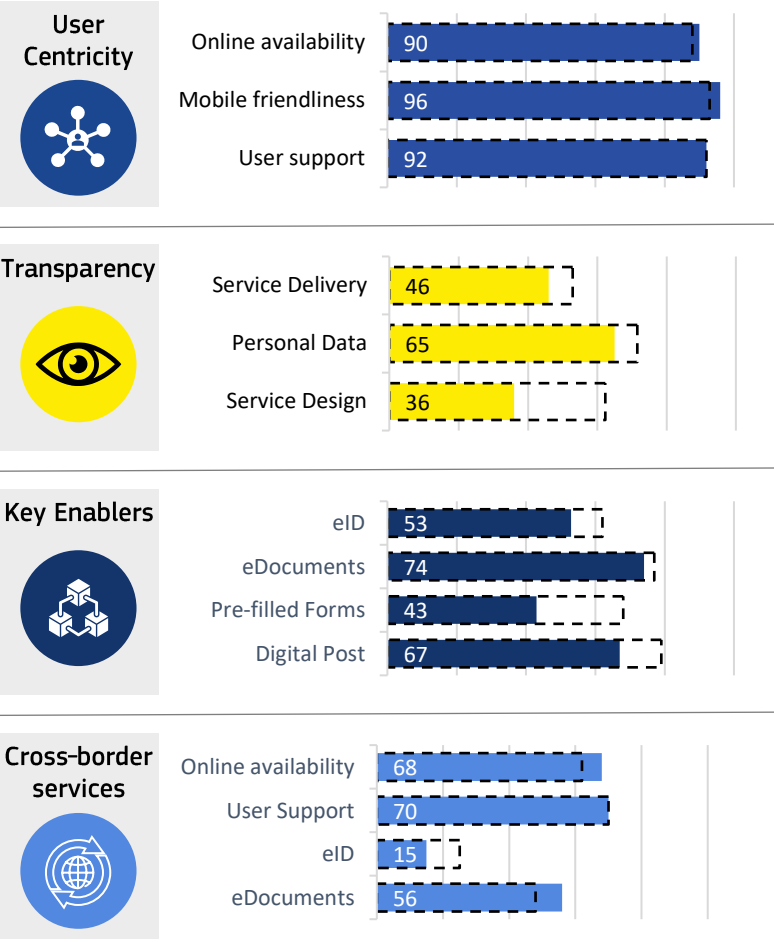 User
Centricity
Online availability
90
Mobile friendliness
96
User support
92
Transparency
Service Delivery
46
Personal Data
65
Service Design
36
Key Enablers
eID
53
eDocuments
74
Pre-filled Forms
43
Digital Post
67
Cross-border
services
Online availability
68
User Support
70
eID
15
eDocuments
56